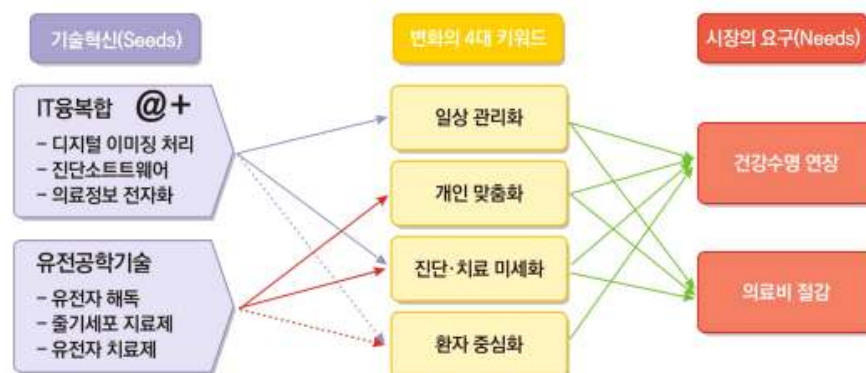 기술혁신(Seeds)
변화의 4대 키워드
시장의 요구(Needs)
IT융복합 @+
- 디지털 이미징 처리
- 진단소트트웨어
- 의료정보 전자화
유전공학기술
- 유전자 해독
- 줄기세포 지료제
- 유전자 치료제
일상 관리화
개인 맞춤화
진단·치료 미세화
환자 중심화
건강수명 연장
의료비 절감